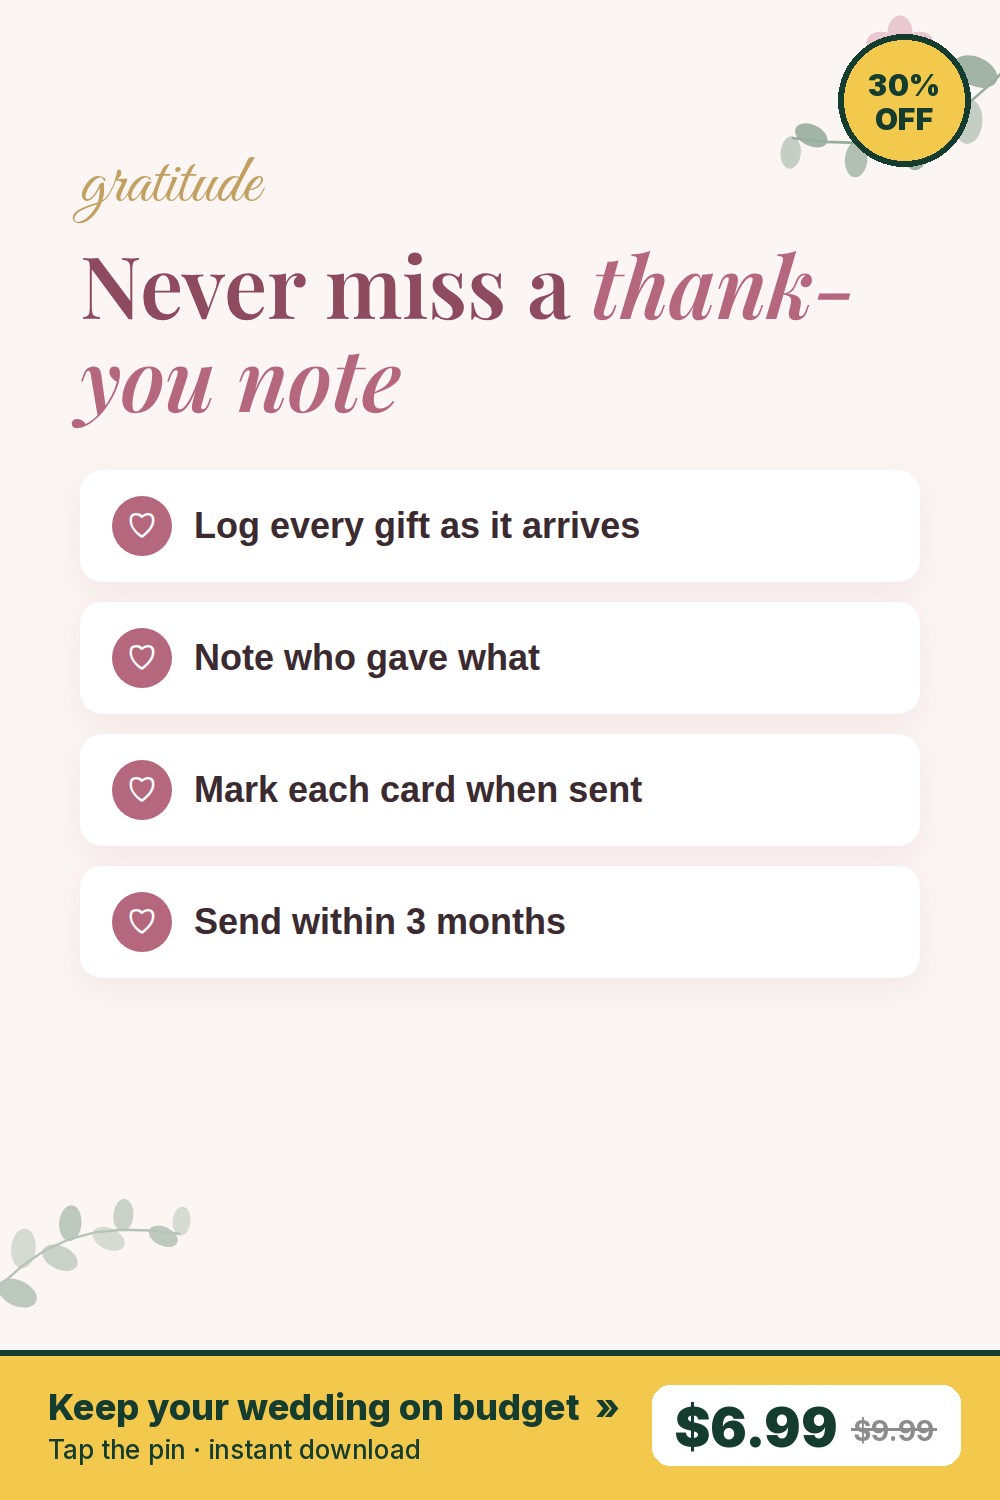 30%
OFF
gratitude
Never miss a thank-
you note
Log every gift as it arrives
Note who gave what
Mark each card when sent
Send within 3 months
Keep your wedding on budget »
Tap the pin · instant download
$6.99 $9.99